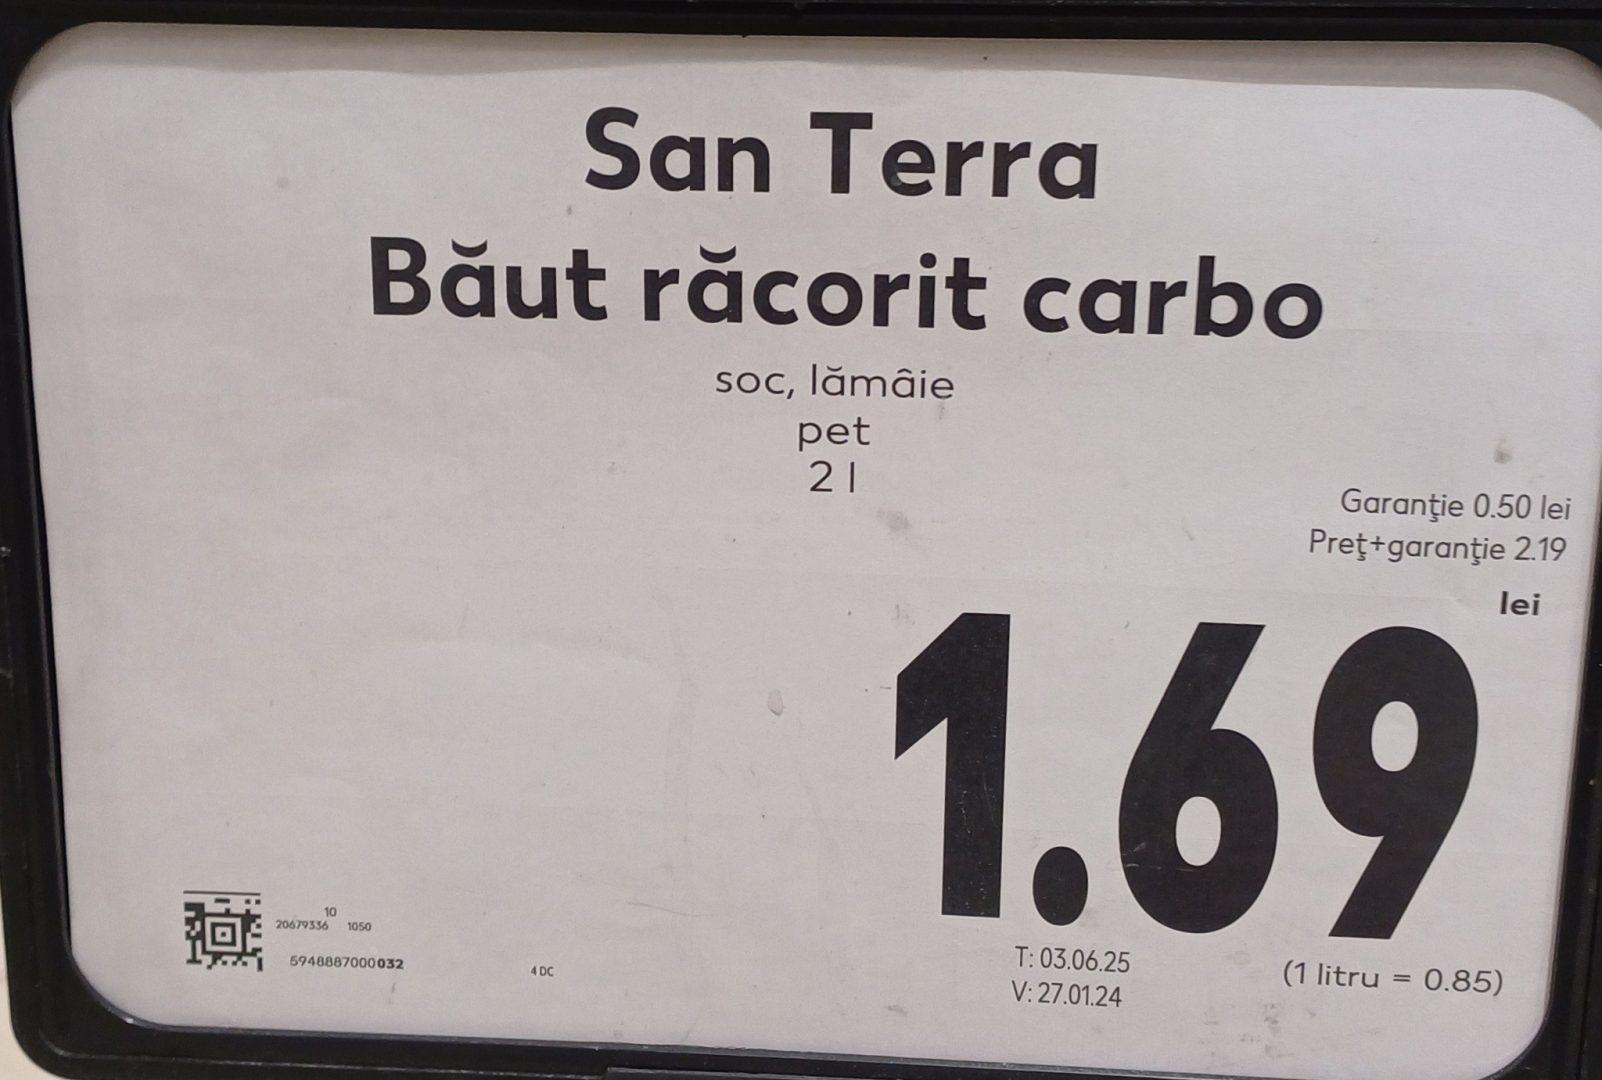 San Terra
Băut răcorit carbo
soc, lămâie
pet
2 l
Garanţie 0.50 lei
Preţ+garanţie 2.19
lei
1.69
10
20679336 1050
5948887000032
4 DC
T: 03.06.25
V: 27.01.24
(1 litru = 0.85)